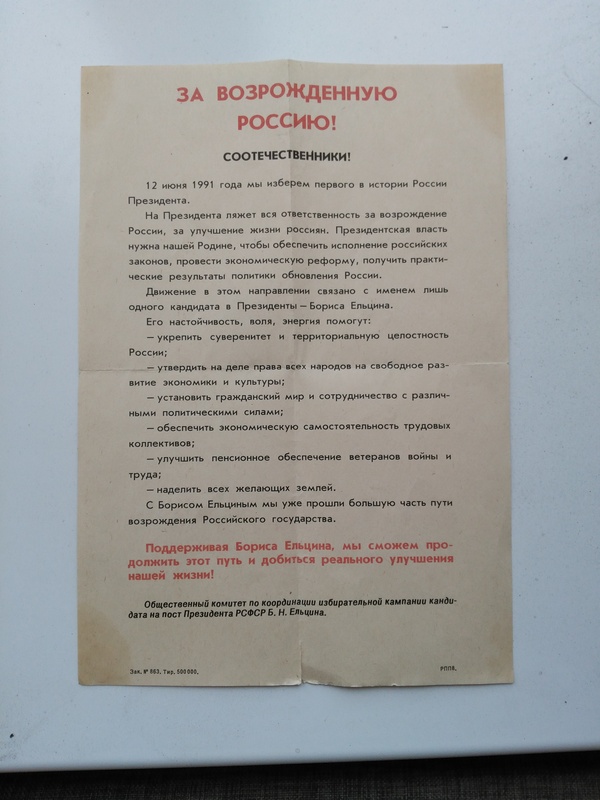 ЗА ВОЗРОЖДЕННУЮ
РОССИЮ!
СООТЕЧЕСТВЕННИКИ!
12 июня 1991 года мы изберем первого в истории России
Президента.
На Президента ляжет вся ответственность за возрождение
России, за улучшение жизни россиян. Президентская власть
нужна нашей Родине, чтобы обеспечить исполнение российских
законов, провести экономическую реформу, получить практи-
ческие результаты политики обновления России.
Движение в этом направлении связано с именем лишь
одного кандидата в Президенты — Бориса Ельцина.
Его настойчивость, воля, энергия помогут:
— укрепить суверенитет и территориальную целостность
России;
— утвердить на деле права всех народов на свободное раз-
витие экономики и культуры;
— установить гражданский мир и сотрудничество с различ-
ными политическими силами;
— обеспечить экономическую самостоятельность трудовых
коллективов;
— улучшить пенсионное обеспечение ветеранов войны и
труда;
— наделить всех желающих землей.
С Борисом Ельциным мы уже прошли большую часть пути
возрождения Российского государства.
Поддерживая Бориса Ельцина, мы сможем про-
должить этот путь и добиться реального улучшения
нашей жизни!
Общественный комитет по координации избирательной кампании канди-
дата на пост Президента РСФСР Б. Н. Ельцина.
Зак. № 863. Тир. 500 000. РППЯ.